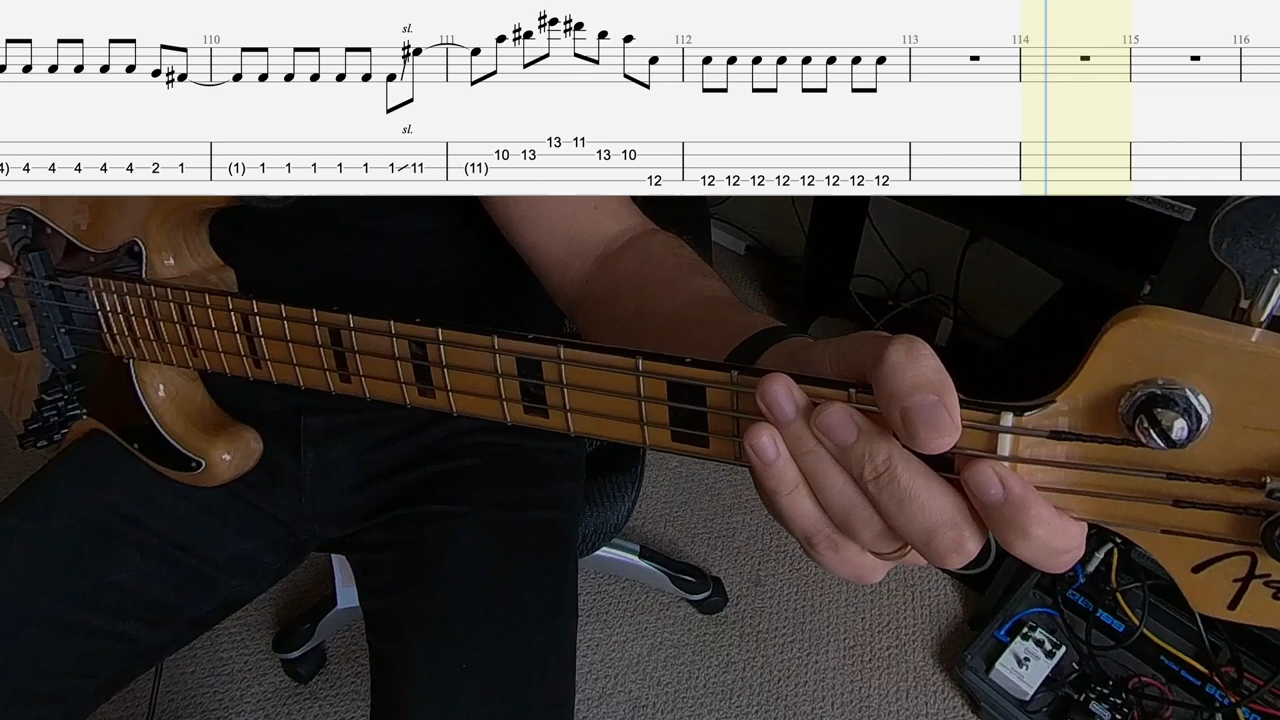 sl.
110 111 112 113 114 115 116
sl.
13 11
10 13 13 10
4) 4 4 4 4 4 2 1 (1) 1 1 1 1 1 1 11 (11)
12 12 12 12 12 12 12 12 12
BOSS